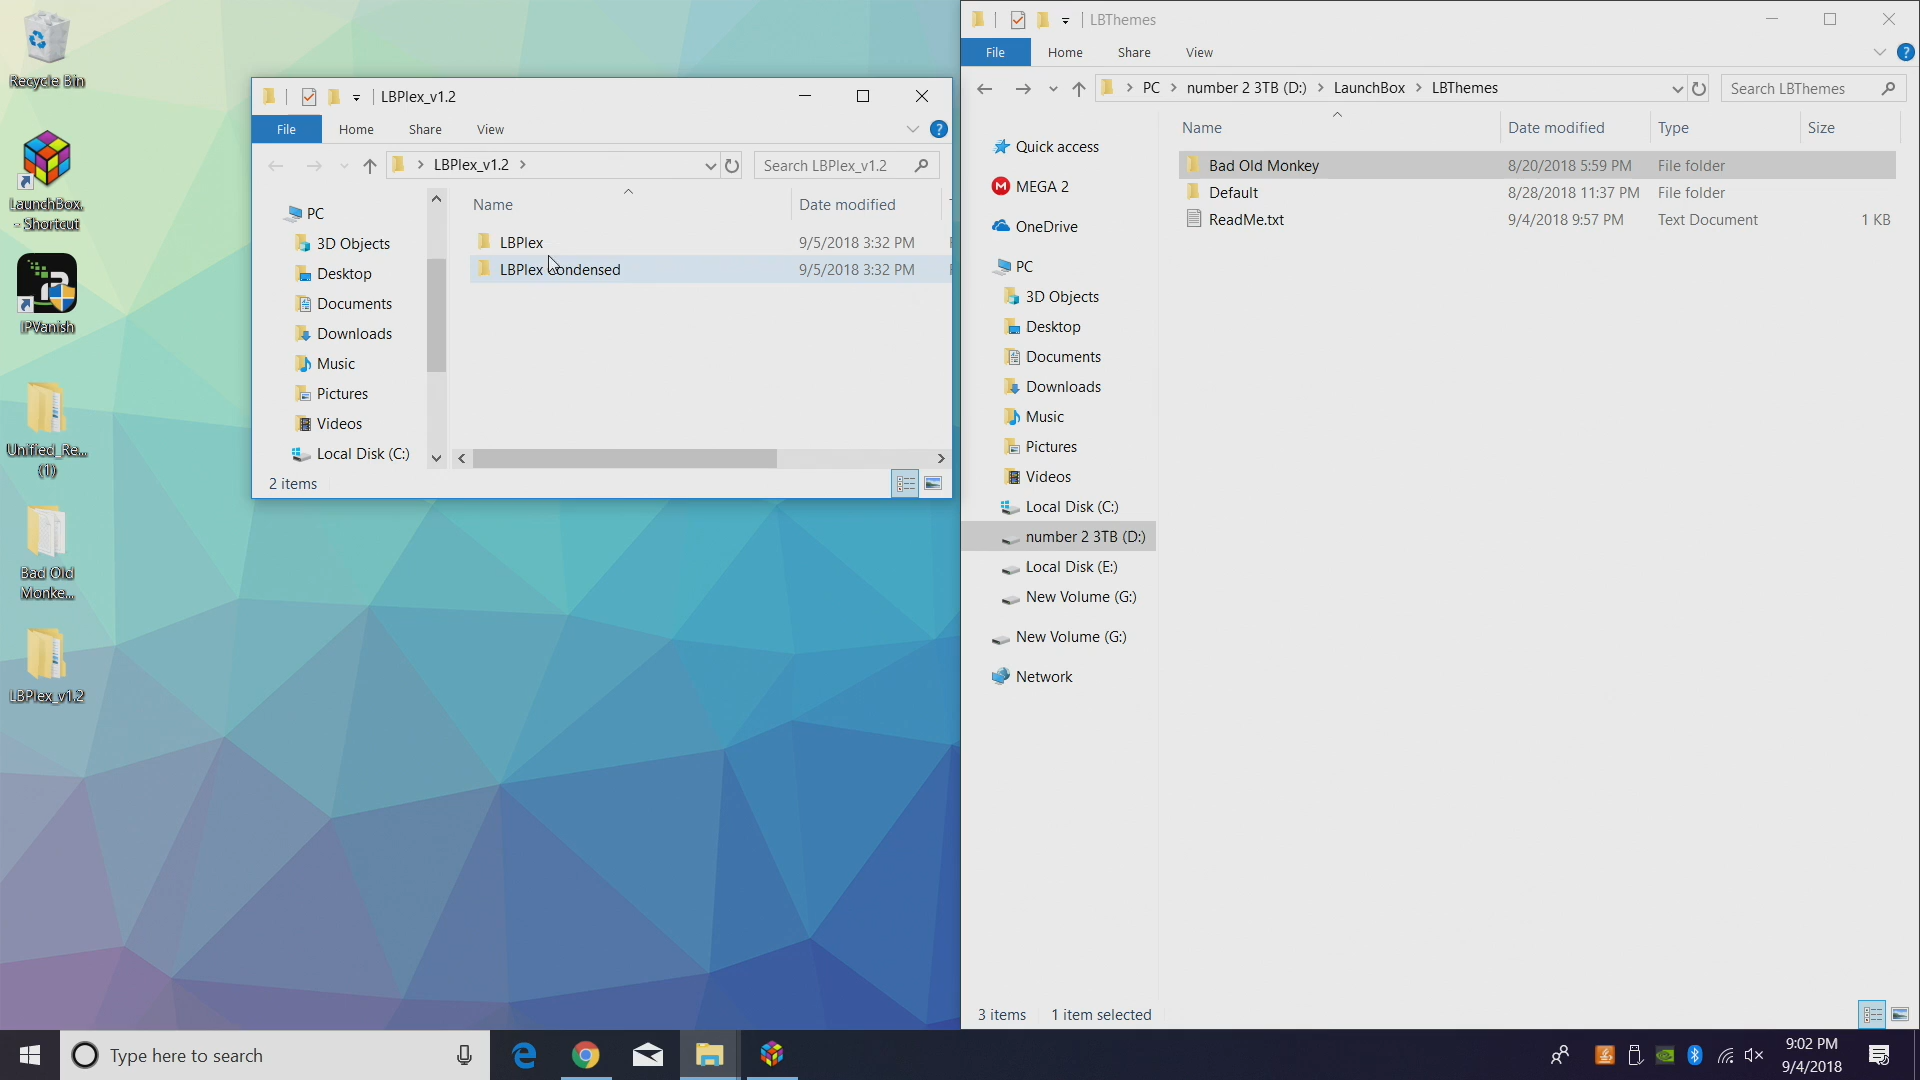 Recycle Bin
LaunchBox.
- Shortcut
IPVanish
Unified_Re...
(1)
Bad Old
Monke...
LBPlex_v1.2
LBPlex_v1.2
File
Home
Share
View
LBPlex_v1.2
Search LBPlex_v1.2
PC
3D Objects
Desktop
Documents
Downloads
Music
Pictures
Videos
Local Disk (C:)
Name
Date modified
LBPlex
9/5/2018 3:32 PM
LBPlex Condensed
9/5/2018 3:32 PM
2 items
LBThemes
File
Home
Share
View
PC
number 2 3TB (D:)
LaunchBox
LBThemes
Search LBThemes
Quick access
MEGA 2
OneDrive
PC
3D Objects
Desktop
Documents
Downloads
Music
Pictures
Videos
Local Disk (C:)
number 2 3TB (D:)
Local Disk (E:)
New Volume (G:)
New Volume (G:)
Network
Name
Date modified
Type
Size
Bad Old Monkey
8/20/2018 5:59 PM
File folder
Default
8/28/2018 11:37 PM
File folder
ReadMe.txt
9/4/2018 9:57 PM
Text Document
1 KB
3 items
1 item selected
Type here to search
9:02 PM
9/4/2018